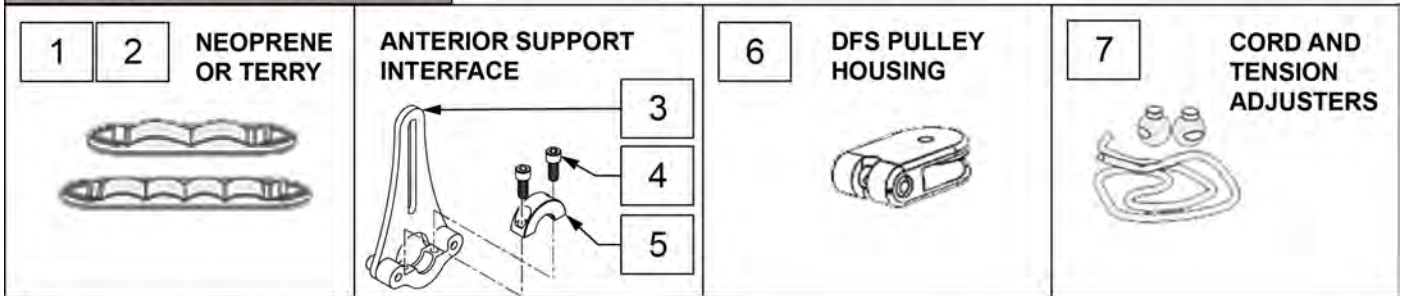 1 2 NEOPRENE
OR TERRY
ANTERIOR SUPPORT
INTERFACE
3
4
5
6 DFS PULLEY
HOUSING
7 CORD AND
TENSION
ADJUSTERS